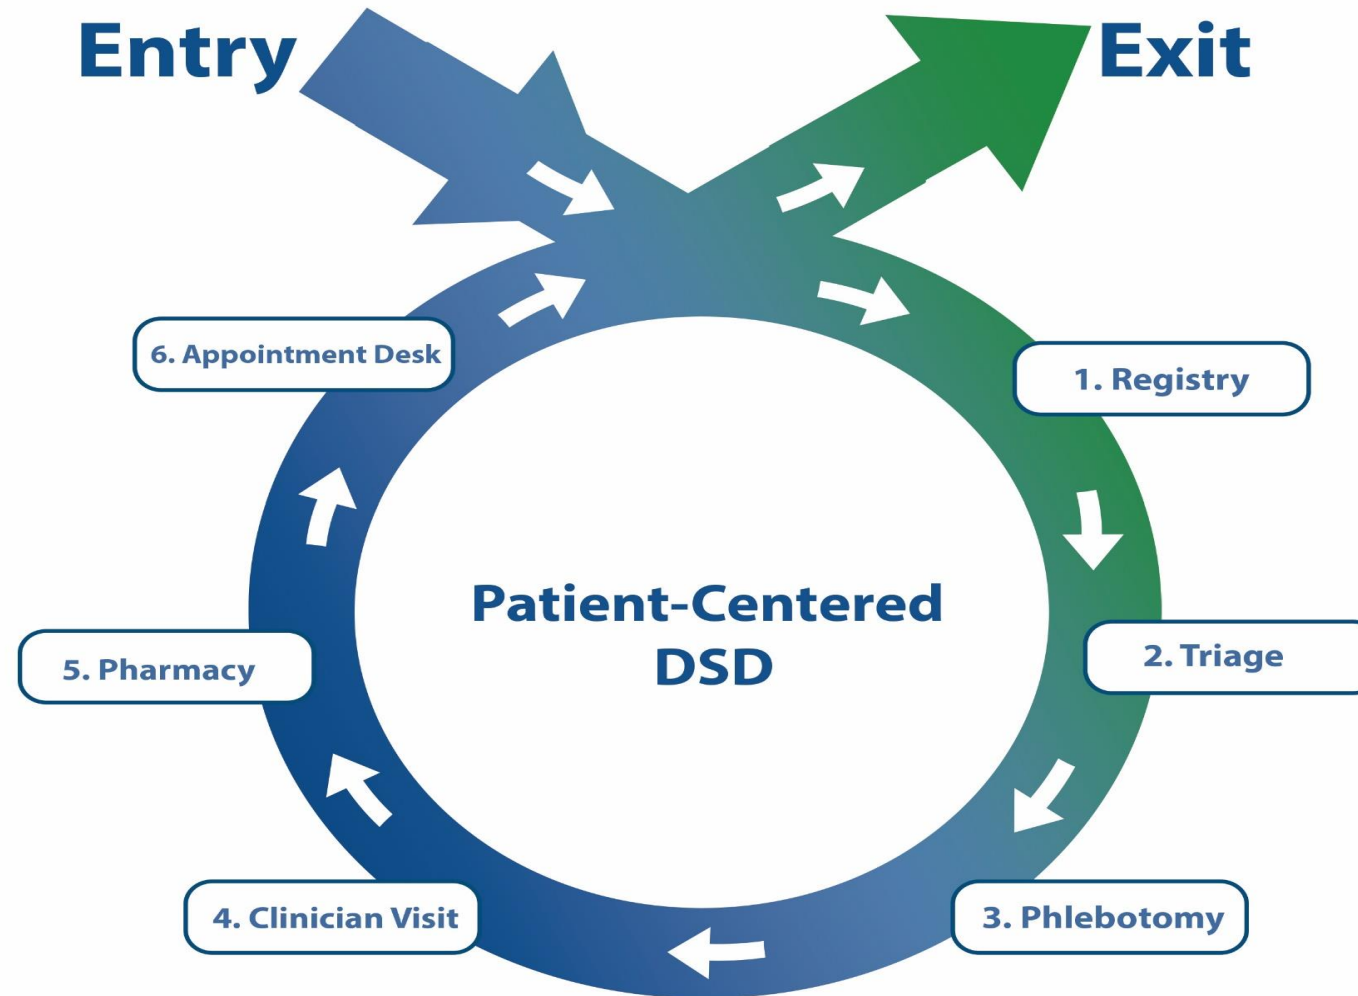 Entry
Exit
1. Registry
2. Triage
3. Phlebotomy
4. Clinician Visit
5. Pharmacy
6. Appointment Desk
Patient-Centered
DSD